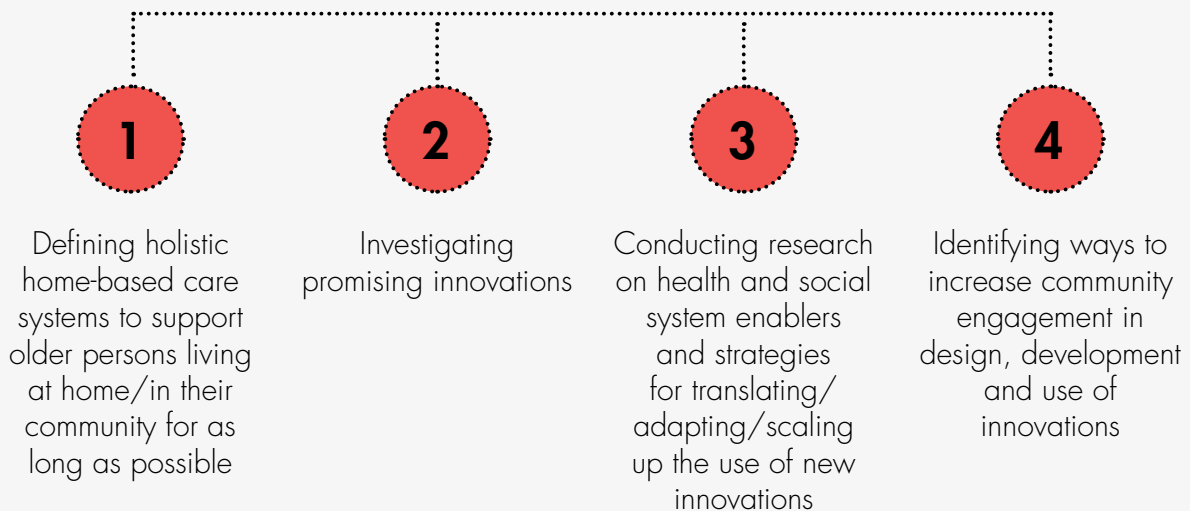 1
Defining holistic
home-based care
systems to support
older persons living
at home/in their
community for as
long as possible
2
Investigating
promising innovations
3
Conducting research
on health and social
system enablers
and strategies
for translating/
adapting/scaling
up the use of new
innovations
4
Identifying ways to
increase community
engagement in
design, development
and use of
innovations